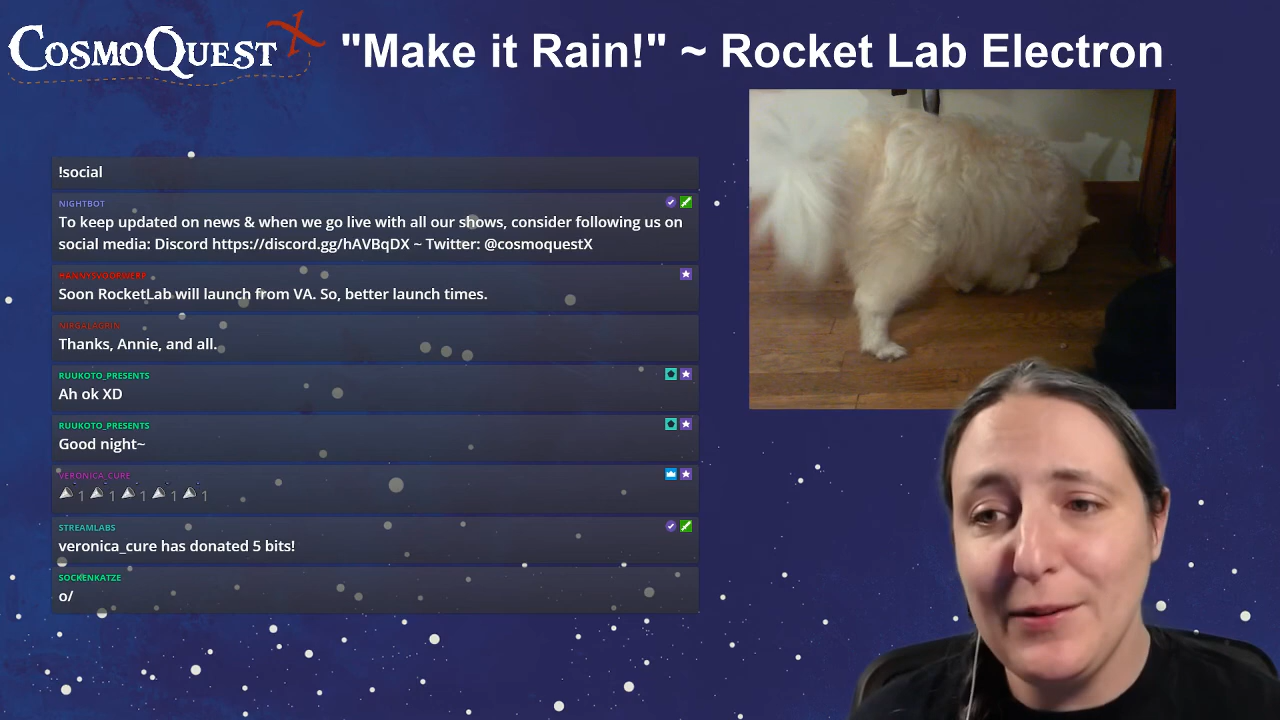 CosmoQuest X
"Make it Rain!" ~ Rocket Lab Electron
!social
NIGHTBOT
To keep updated on news & when we go live with all our shows, consider following us on
social media: Discord https://discord.gg/hAVBqDX ~ Twitter: @cosmoquestX
HANNYSVOORWERP
Soon RocketLab will launch from VA. So, better launch times.
NIRGALAGRIN
Thanks, Annie, and all.
RUUKOTO_PRESENTS
Ah ok XD
RUUKOTO_PRESENTS
Good night~
VERONICA_CURE
1 1 1 1 1
STREAMLABS
veronica_cure has donated 5 bits!
SOCKENKATZE
o/